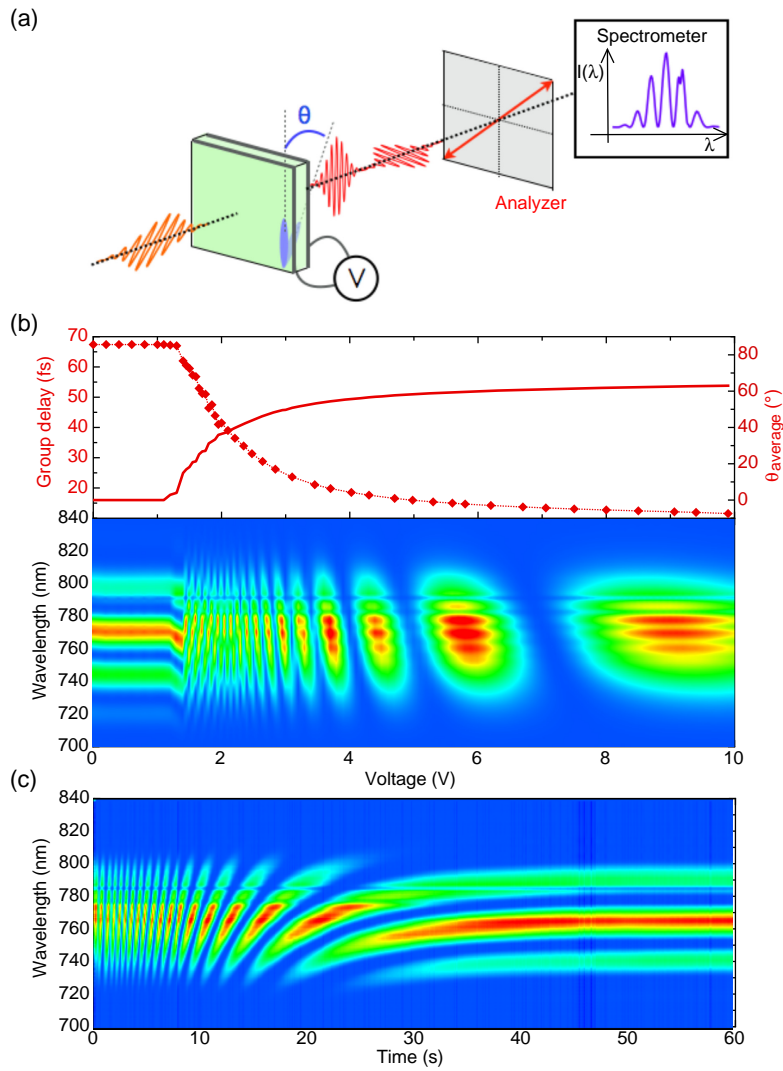 (a)
Spectrometer
I(λ)
λ
θ
Analyzer
V
(b)
70
60
50
40
30
20
Group delay (fs)
80
60
40
20
0
θaverage (°)
840
820
800
780
760
740
720
700
Wavelength (nm)
0 2 4 6 8 10
Voltage (V)
(c)
840
820
800
780
760
740
720
700
Wavelength (nm)
0 10 20 30 40 50 60
Time (s)